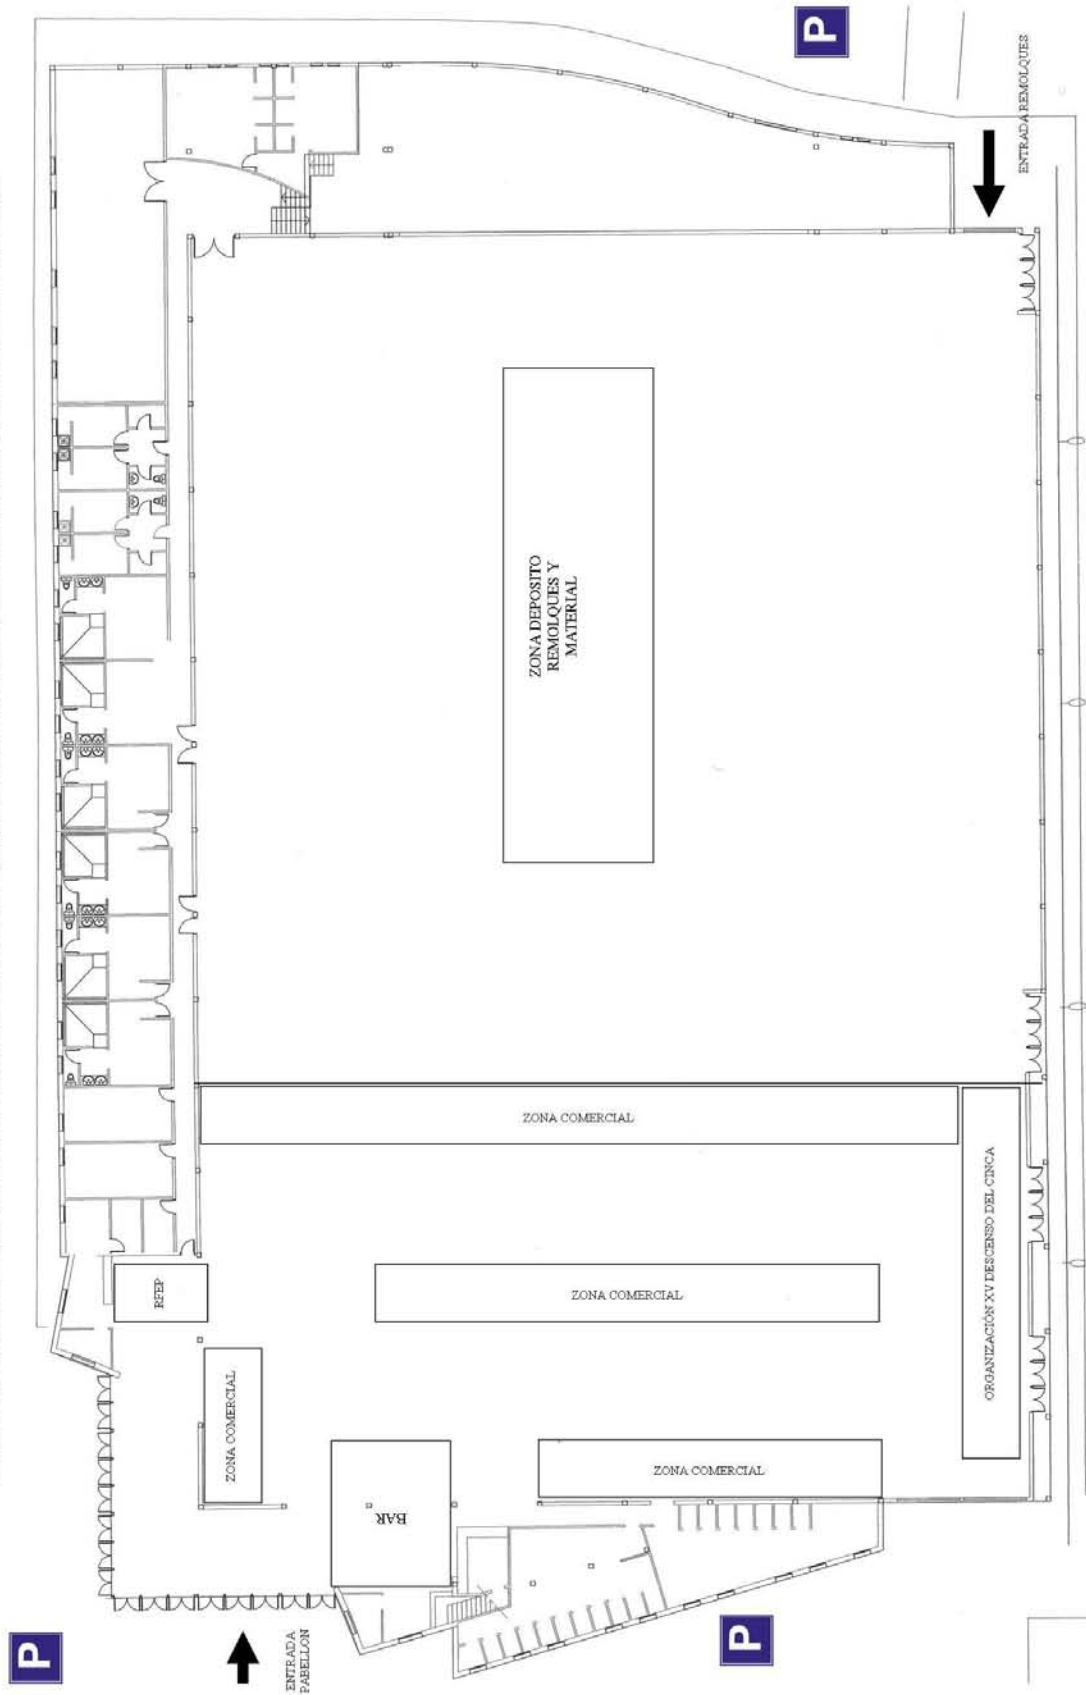 P
ENTRADA REMOLQUES
ZONA DEPOSITO
REMOLQUES Y
MATERIAL
ZONA COMERCIAL
ORGANIZACIÓN XV DESCENSO DEL CINCA
RFEP
ZONA COMERCIAL
ZONA COMERCIAL
BAR
ZONA COMERCIAL
P
ENTRADA
PABELLON
P